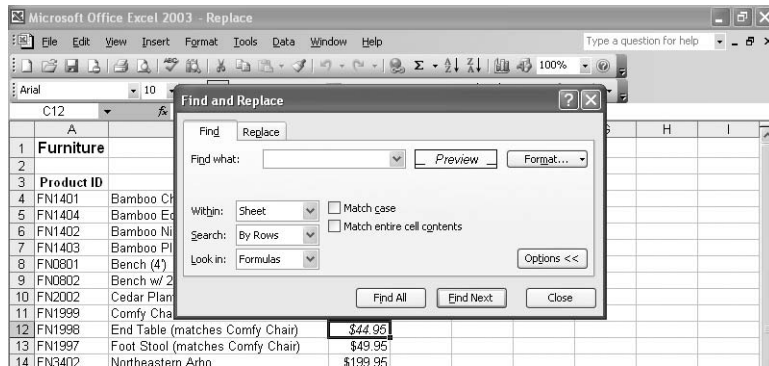 Microsoft Office Excel 2003 - Replace
File Edit View Insert Format Tools Data Window Help Type a question for help
100%
Arial 10
C12 fx
Find and Replace
Find Replace
Find what: Preview Format...
Within: Sheet Match case
Match entire cell contents
Search: By Rows
Look in: Formulas Options <<
Find All Find Next Close
A H I
1 Furniture
2
3 Product ID
4 FN1401 Bamboo Ch
5 FN1404 Bamboo
6 FN1402 Bamboo Ni
7 FN1403 Bamboo Pl
8 FN0801 Bench (4')
9 FN0802 Bench w/ 2
10 FN2002 Cedar Plan
11 FN1999 Comfy Cha
12 FN1998 End Table (matches Comfy Chair) $44.95
13 FN1997 Foot Stool (matches Comfy Chair) $49.95
14 FN3402 Northeastern $199.95